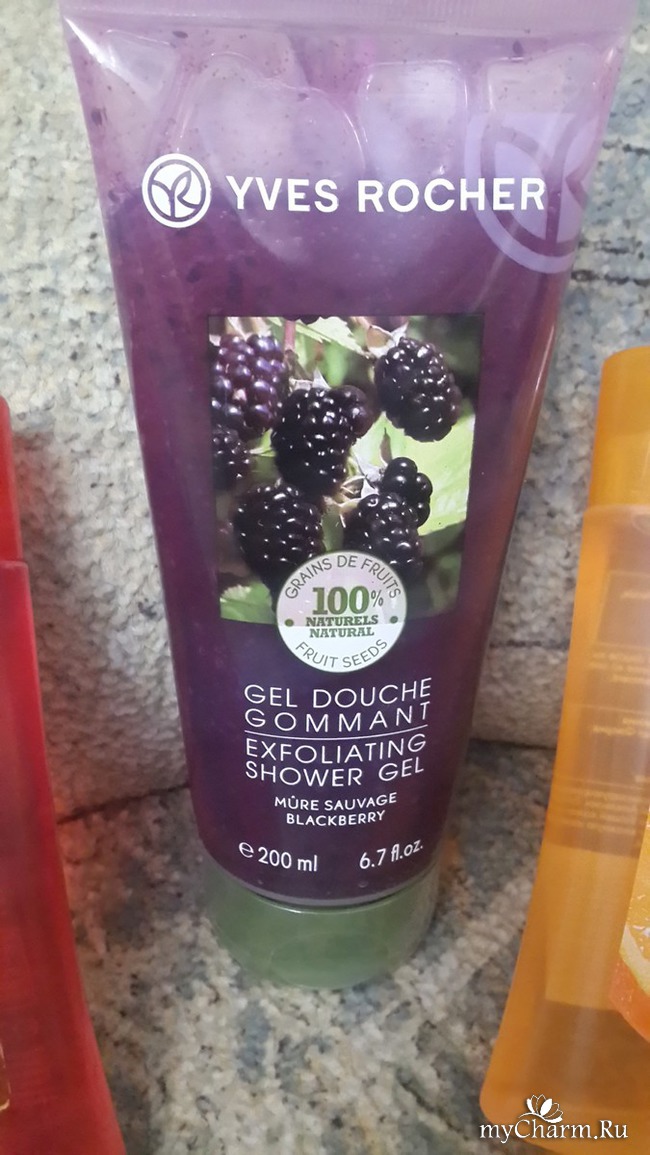 YVES ROCHER
GRAINS DE FRUITS
100%
NATURELS
NATURAL
FRUIT SEEDS
GEL DOUCHE
GOMMANT
EXFOLIATING
SHOWER GEL
MÛRE SAUVAGE
BLACKBERRY
e 200 ml 6.7 fl.oz.
myCharm.Ru